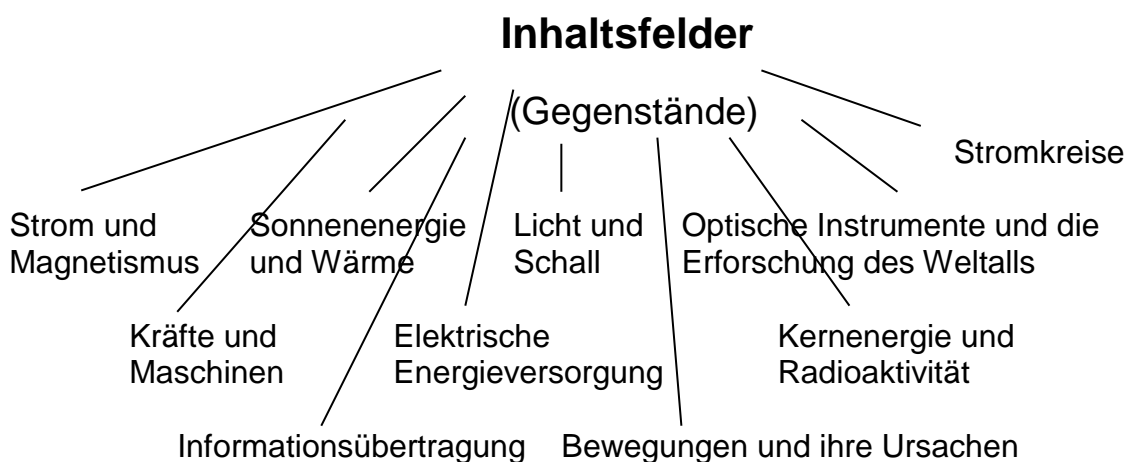 Inhaltsfelder
(Gegenstände)
Stromkreise
Strom und
Magnetismus
Sonnenenergie
und Wärme
Licht und
Schall
Optische Instrumente und die
Erforschung des Weltalls
Kräfte und
Maschinen
Elektrische
Energieversorgung
Kernenergie und
Radioaktivität
Informationsübertragung
Bewegungen und ihre Ursachen